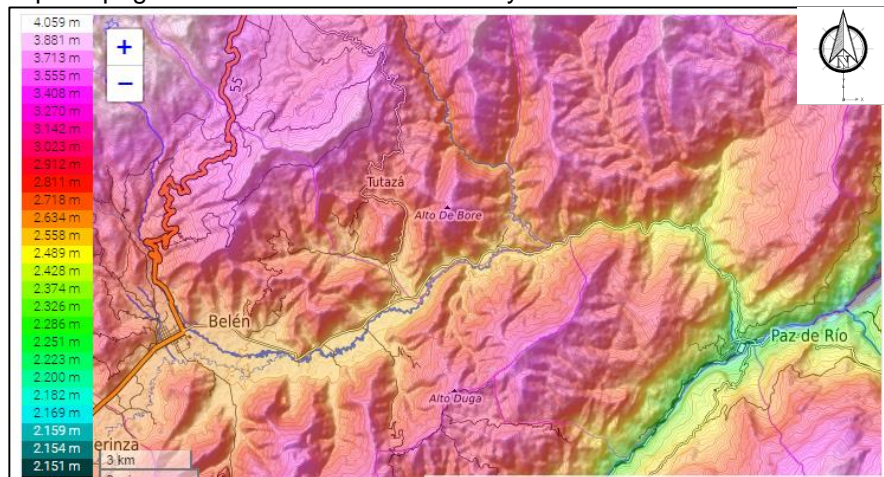 4.059 m
3.881 m
3.713 m
3.555 m
3.408 m
3.270 m
3.142 m
3.023 m
2.912 m
2.811 m
2.718 m
2.634 m
2.558 m
2.489 m
2.428 m
2.374 m
2.326 m
2.286 m
2.251 m
2.223 m
2.200 m
2.182 m
2.169 m
2.159 m
2.154 m
2.151 m
+
−
55
Tutazá
Alto De Bore
Belén
Paz de Río
Alto Duga
erinza
3 km